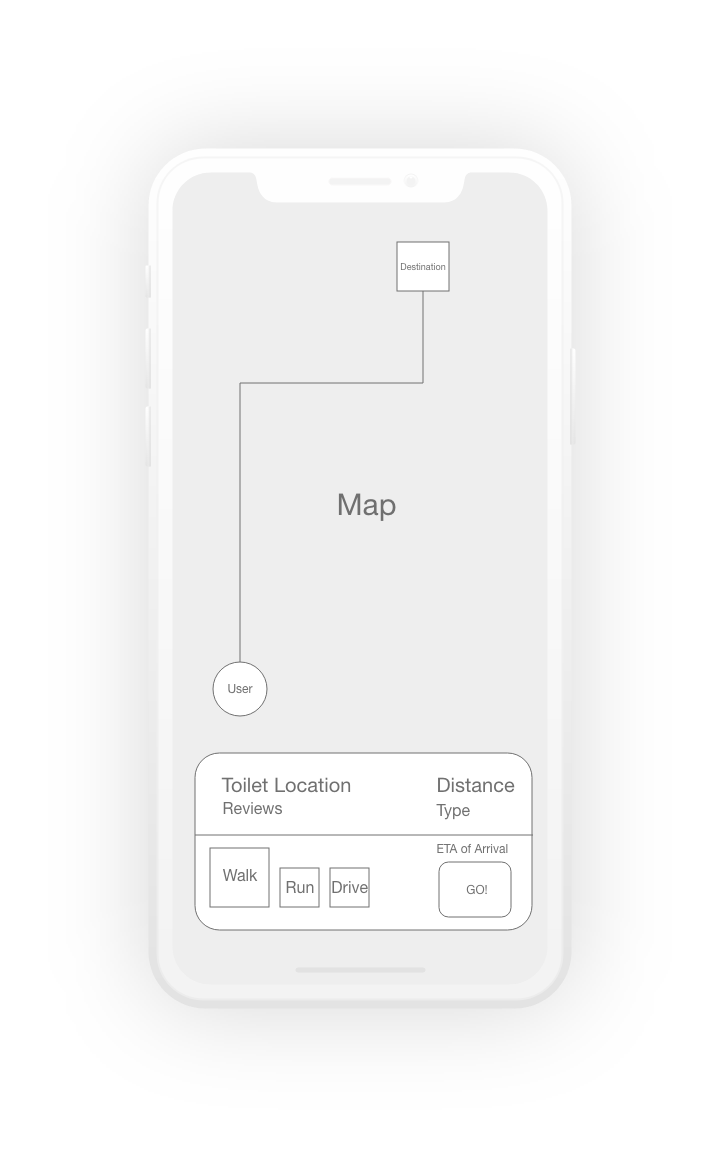 Destination
Map
User
Toilet Location
Distance
Reviews
Type
ETA of Arrival
Walk
Run
Drive
GO!